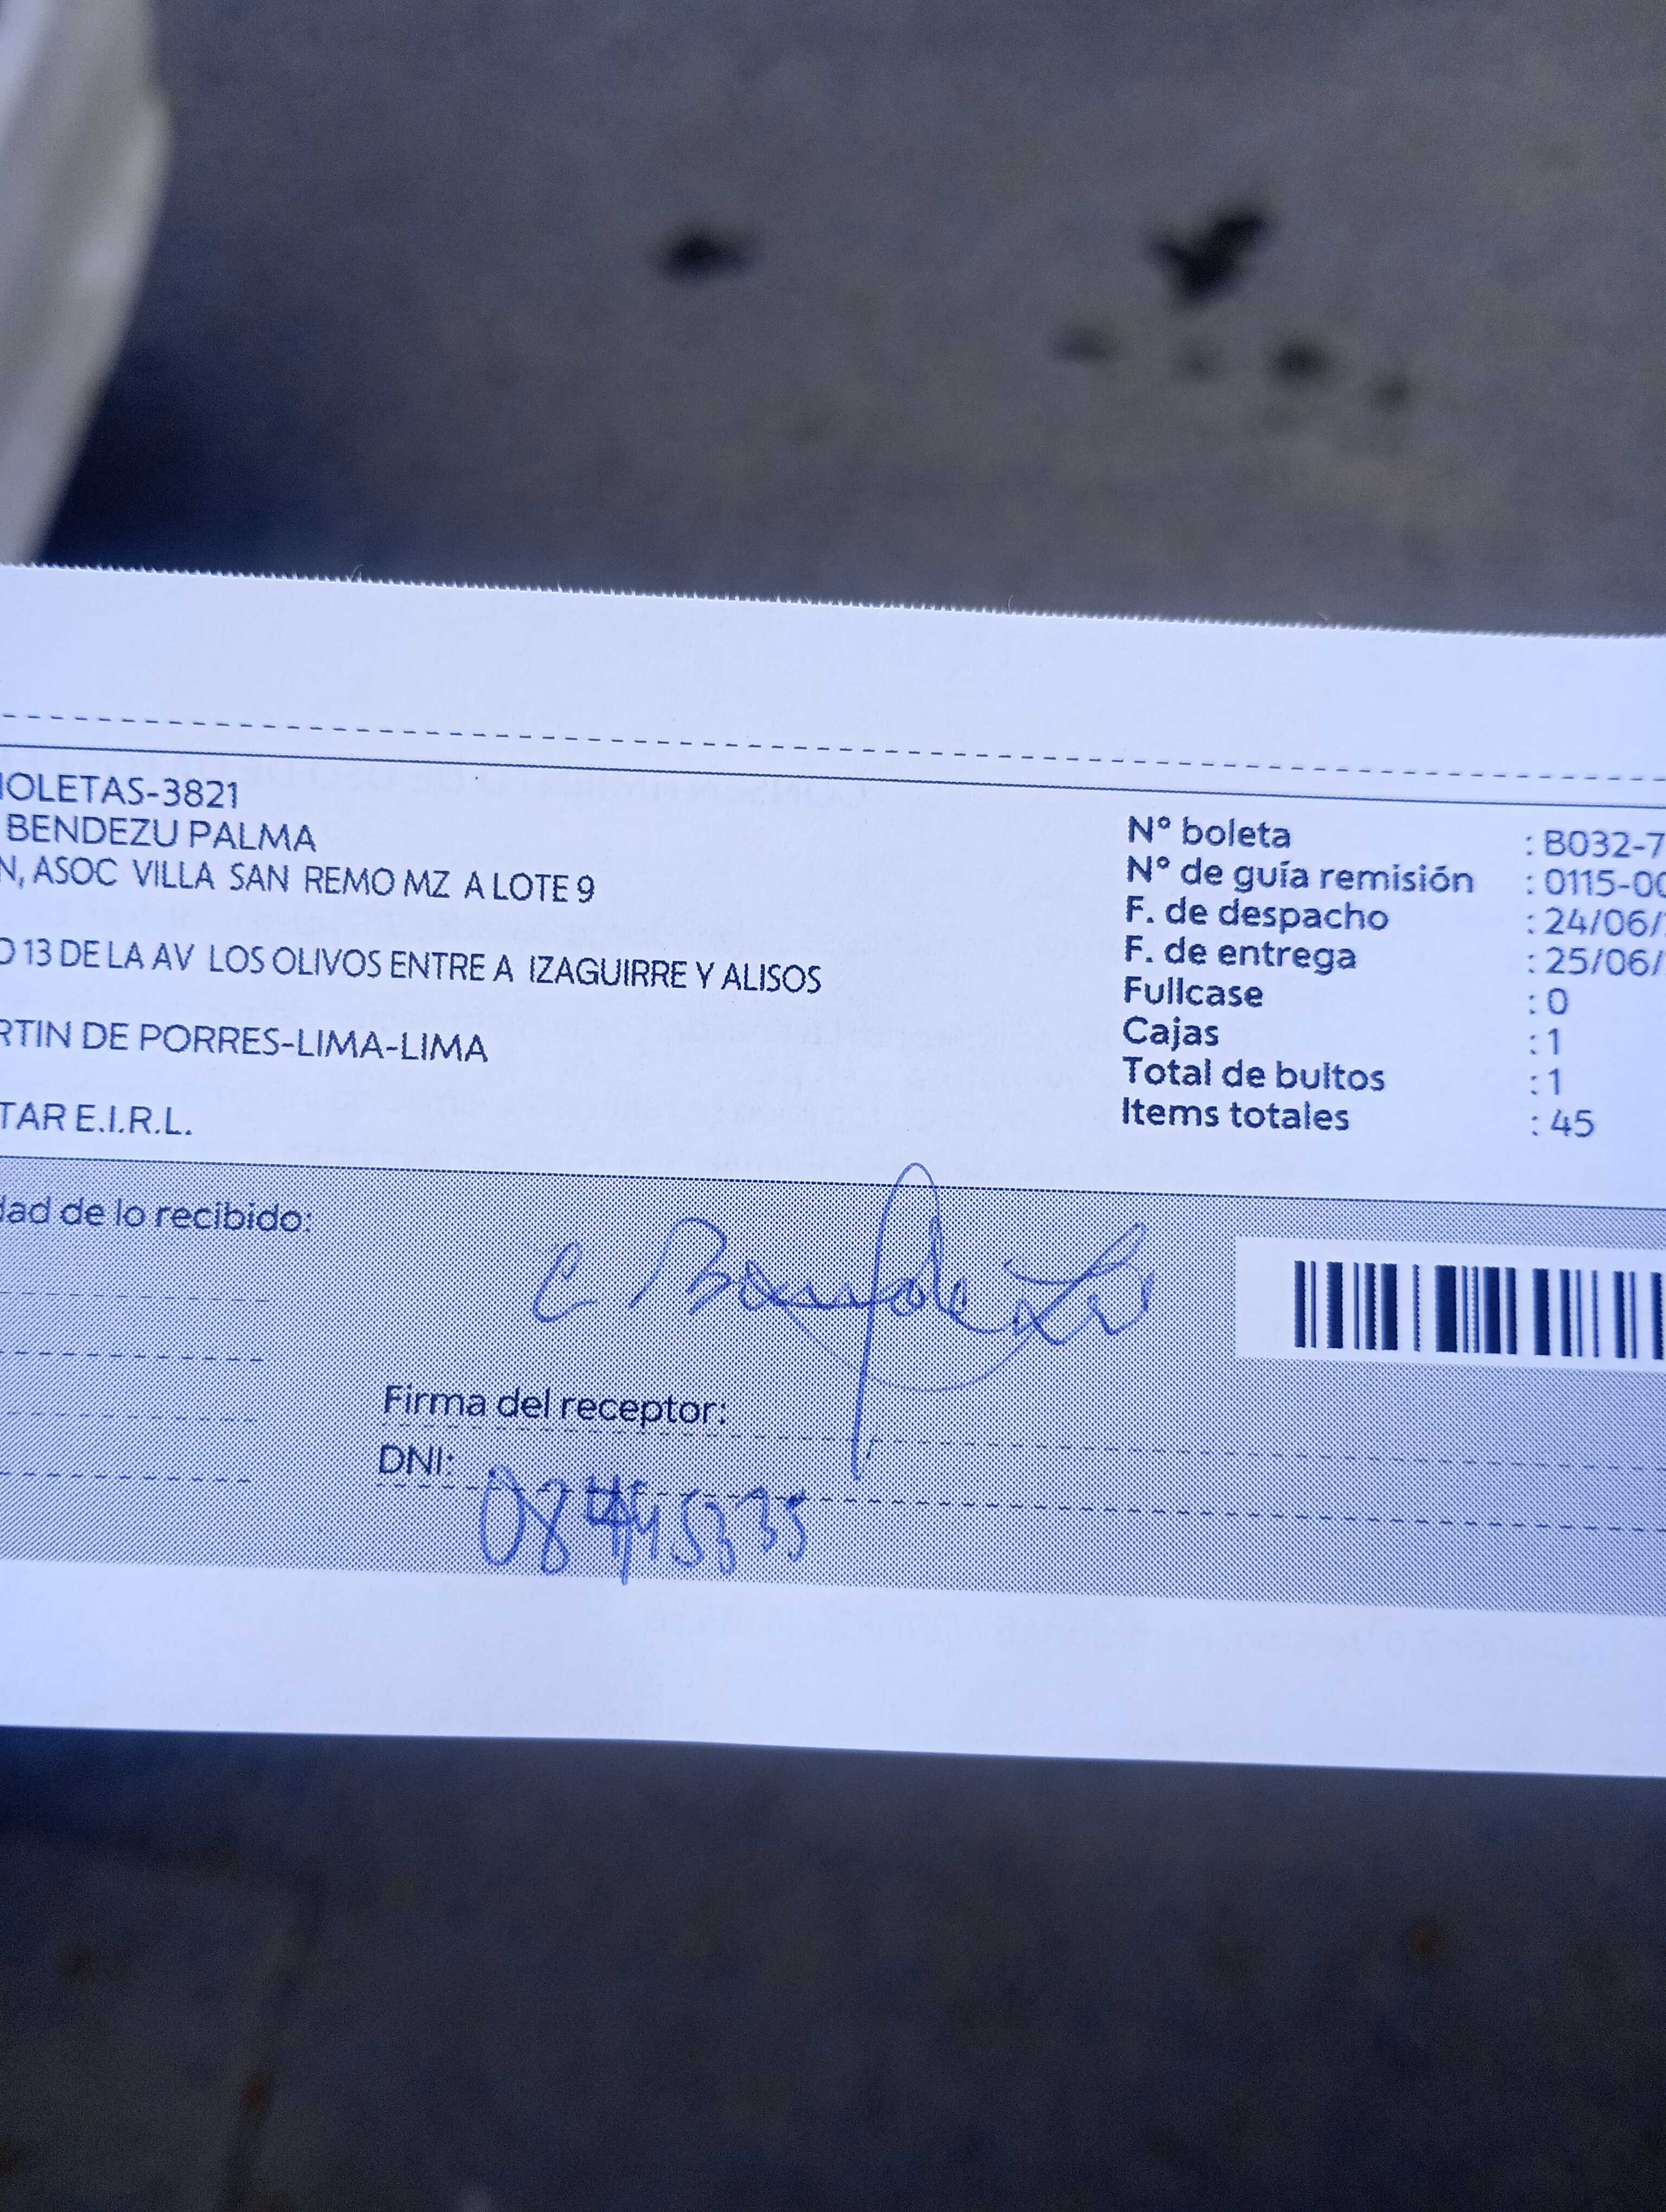 IOLETAS-3821
BENDEZU PALMA
N, ASOC VILLA SAN REMO MZ A LOTE 9
O 13 DE LA AV LOS OLIVOS ENTRE A IZAGUIRRE Y ALISOS
RTIN DE PORRES-LIMA-LIMA
TAR E.I.R.L.
N° boleta : B032-7
N° de guía remisión : 0115-00
F. de despacho : 24/06/
F. de entrega : 25/06/
Fullcase : 0
Cajas : 1
Total de bultos : 1
Items totales : 45
dad de lo recibido:
C Bendezú
Firma del receptor:
DNI: